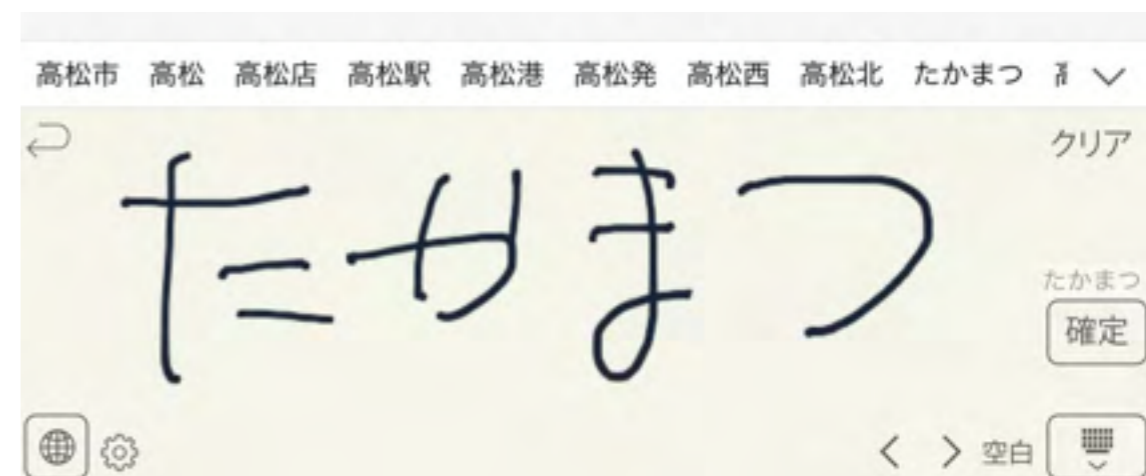 高松市 高松 高松店 高松駅 高松港 高松発 高松西 高松北 たかまつ
クリア
たかまつ
たかまつ
確定
空白